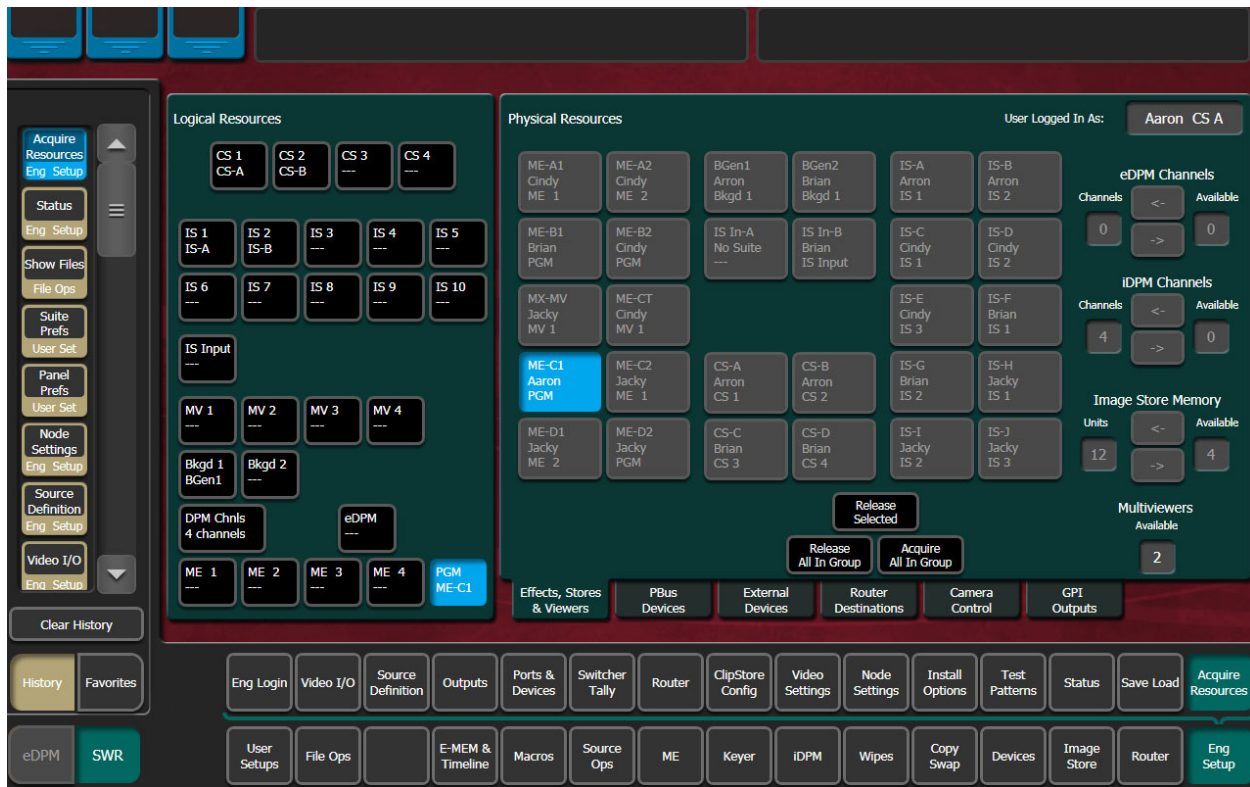 Acquire
Resources
Eng Setup
Status
Eng Setup
Show Files
File Ops
Suite
Prefs
User Set
Panel
Prefs
User Set
Node
Settings
Eng Setup
Source
Definition
Eng Setup
Video I/O
Eng Setup
Clear History
History
Favorites
eDPM
SWR
Logical Resources
CS 1
CS-A
CS 2
CS-B
CS 3
---
CS 4
---
IS 1
IS-A
IS 2
IS-B
IS 3
---
IS 4
---
IS 5
---
IS 6
---
IS 7
---
IS 8
---
IS 9
---
IS 10
---
IS Input
---
MV 1
---
MV 2
---
MV 3
---
MV 4
---
Bkgd 1
BGen1
Bkgd 2
---
DPM Chnls
4 channels
eDPM
---
ME 1
---
ME 2
---
ME 3
---
ME 4
---
PGM
ME-C1
Physical Resources
User Logged In As:
Aaron CS A
ME-A1
Cindy
ME 1
ME-A2
Cindy
ME 2
BGen1
Arron
Bkgd 1
BGen2
Brian
Bkgd 1
IS-A
Arron
IS 1
IS-B
Arron
IS 2
ME-B1
Brian
PGM
ME-B2
Cindy
PGM
IS In-A
No Suite
---
IS In-B
Brian
IS Input
IS-C
Cindy
IS 1
IS-D
Cindy
IS 2
MX-MV
Jacky
MV 1
ME-CT
Cindy
MV 1
IS-E
Cindy
IS 3
IS-F
Brian
IS 1
ME-C1
Aaron
PGM
ME-C2
Jacky
ME 1
CS-A
Arron
CS 1
CS-B
Arron
CS 2
IS-G
Brian
IS 2
IS-H
Jacky
IS 1
ME-D1
Jacky
ME 2
ME-D2
Jacky
PGM
CS-C
Brian
CS 3
CS-D
Brian
CS 4
IS-I
Jacky
IS 2
IS-J
Jacky
IS 3
eDPM Channels
Channels
<-
Available
0
->
0
iDPM Channels
Channels
<-
Available
4
->
0
Image Store Memory
Units
<-
Available
12
->
4
Multiviewers
Available
2
Release
Selected
Release
All In Group
Acquire
All In Group
Effects, Stores
& Viewers
PBus
Devices
External
Devices
Router
Destinations
Camera
Control
GPI
Outputs
Eng Login
Video I/O
Source
Definition
Outputs
Ports &
Devices
Switcher
Tally
Router
ClipStore
Config
Video
Settings
Node
Settings
Install
Options
Test
Patterns
Status
Save Load
Acquire
Resources
User
Setups
File Ops
E-MEM &
Timeline
Macros
Source
Ops
ME
Keyer
iDPM
Wipes
Copy
Swap
Devices
Image
Store
Router
Eng
Setup